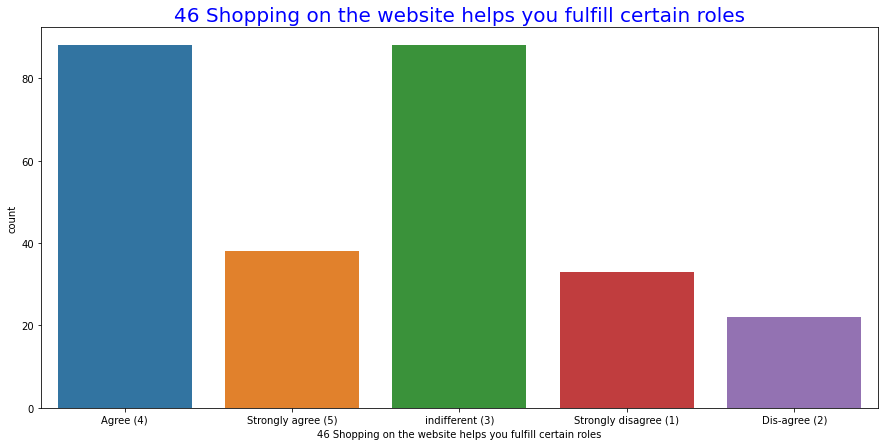 46 Shopping on the website helps you fulfill certain roles
80
60
40
20
0
count
Agree (4)
Strongly agree (5)
indifferent (3)
Strongly disagree (1)
Dis-agree (2)
46 Shopping on the website helps you fulfill certain roles